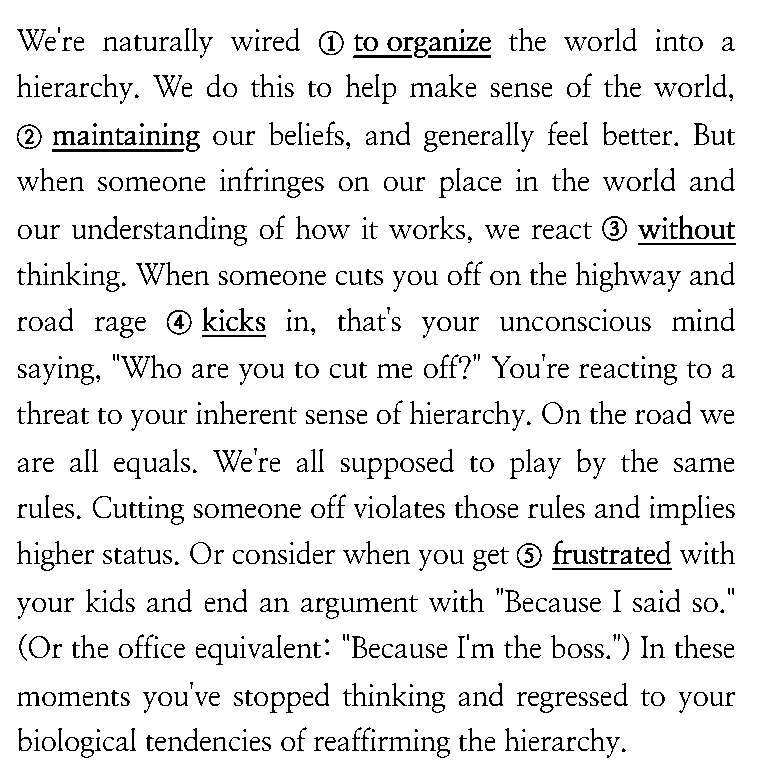 We're naturally wired ① to organize the world into a
hierarchy. We do this to help make sense of the world,
② maintaining our beliefs, and generally feel better. But
when someone infringes on our place in the world and
our understanding of how it works, we react ③ without
thinking. When someone cuts you off on the highway and
road rage ④ kicks in, that's your unconscious mind
saying, "Who are you to cut me off?" You're reacting to a
threat to your inherent sense of hierarchy. On the road we
are all equals. We're all supposed to play by the same
rules. Cutting someone off violates those rules and implies
higher status. Or consider when you get ⑤ frustrated with
your kids and end an argument with "Because I said so."
(Or the office equivalent: "Because I'm the boss.") In these
moments you've stopped thinking and regressed to your
biological tendencies of reaffirming the hierarchy.